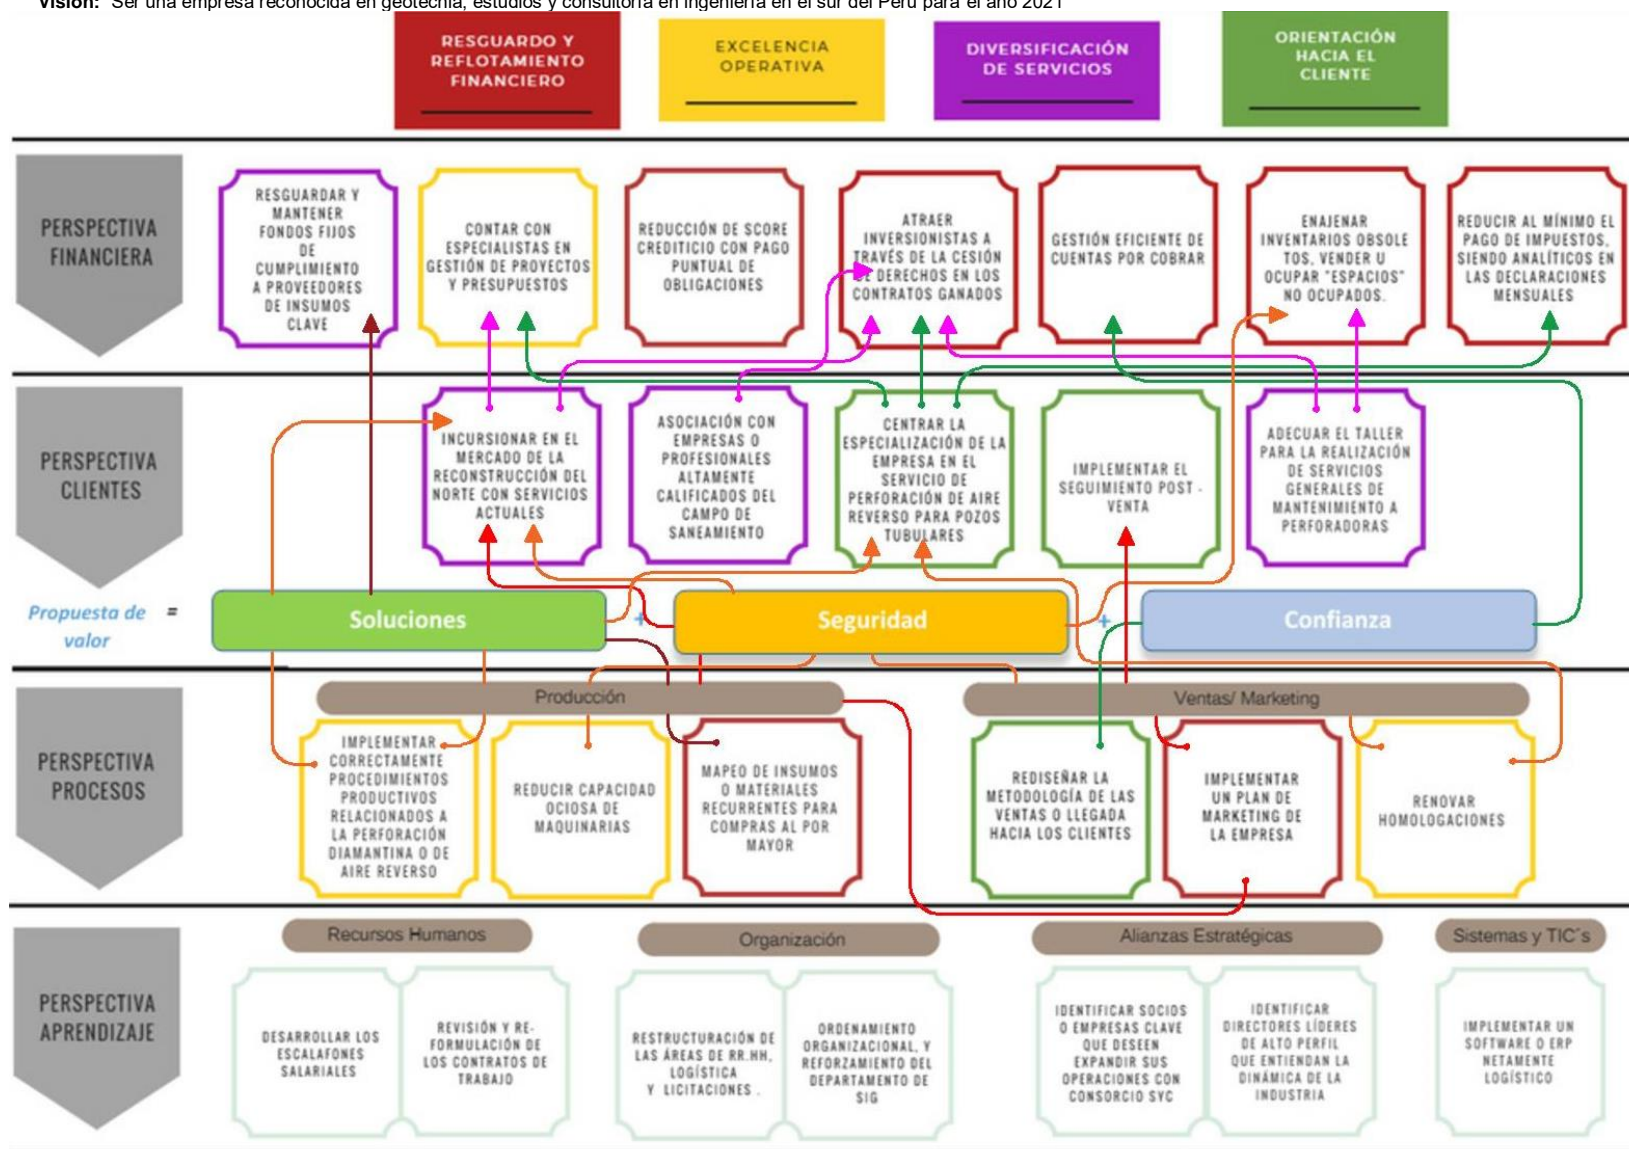 Visión: Ser una empresa reconocida en geotecnia, estudios y consultoría en ingeniería en el sur del Perú para el año 2021
RESGUARDO Y
REFLOTAMIENTO
FINANCIERO
EXCELENCIA
OPERATIVA
DIVERSIFICACIÓN
DE SERVICIOS
ORIENTACIÓN
HACIA EL
CLIENTE
PERSPECTIVA
FINANCIERA
RESGUARDAR Y
MANTENER
FONDOS FIJOS
DE
CUMPLIMIENTO
A PROVEEDORES
DE INSUMOS
CLAVE
CONTAR CON
ESPECIALISTAS EN
GESTIÓN DE PROYECTOS
Y PRESUPUESTOS
REDUCCIÓN DE SCORE
CREDITICIO CON PAGO
PUNTUAL DE
OBLIGACIONES
ATRAER
INVERSIONISTAS A
TRAVÉS DE LA CESIÓN
DE DERECHOS EN LOS
CONTRATOS GANADOS
GESTIÓN EFICIENTE DE
CUENTAS POR COBRAR
ENAJENAR
INVENTARIOS OBSOLE
TOS, VENDER U
OCUPAR "ESPACIOS"
NO OCUPADOS.
REDUCIR AL MÍNIMO EL
PAGO DE IMPUESTOS,
SIENDO ANALÍTICOS EN
LAS DECLARACIONES
MENSUALES
PERSPECTIVA
CLIENTES
INCURSIONAR EN EL
MERCADO DE LA
RECONSTRUCCIÓN DEL
NORTE CON SERVICIOS
ACTUALES
ASOCIACIÓN CON
EMPRESAS O
PROFESIONALES
ALTAMENTE
CALIFICADOS DEL
CAMPO DE
SANEAMIENTO
CENTRAR LA
ESPECIALIZACIÓN DE LA
EMPRESA EN EL
SERVICIO DE
PERFORACIÓN DE AIRE
REVERSO PARA POZOS
TUBULARES
IMPLEMENTAR EL
SEGUIMIENTO POST -
VENTA
ADECUAR EL TALLER
PARA LA REALIZACIÓN
DE SERVICIOS
GENERALES DE
MANTENIMIENTO A
PERFORADORAS
Propuesta de =
valor
Soluciones
+
Seguridad
+
Confianza
Producción
Ventas/ Marketing
PERSPECTIVA
PROCESOS
IMPLEMENTAR
CORRECTAMENTE
PROCEDIMIENTOS
PRODUCTIVOS
RELACIONADOS A
LA PERFORACIÓN
DIAMANTINA O DE
AIRE REVERSO
REDUCIR CAPACIDAD
OCIOSA DE
MAQUINARIAS
MAPEO DE INSUMOS
O MATERIALES
RECURRENTES PARA
COMPRAS AL POR
MAYOR
REDISEÑAR LA
METODOLOGÍA DE LAS
VENTAS O LLEGADA
HACIA LOS CLIENTES
IMPLEMENTAR
UN PLAN DE
MARKETING DE
LA EMPRESA
RENOVAR
HOMOLOGACIONES
Recursos Humanos
Organización
Alianzas Estratégicas
Sistemas y TIC´s
PERSPECTIVA
APRENDIZAJE
DESARROLLAR LOS
ESCALAFONES
SALARIALES
REVISIÓN Y RE-
FORMULACIÓN DE
LOS CONTRATOS DE
TRABAJO
RESTRUCTURACIÓN DE
LAS ÁREAS DE RR.HH,
LOGÍSTICA
Y LICITACIONES .
ORDENAMIENTO
ORGANIZACIONAL, Y
REFORZAMIENTO DEL
DEPARTAMENTO DE
SIG
IDENTIFICAR SOCIOS
O EMPRESAS CLAVE
QUE DESEEN
EXPANDIR SUS
OPERACIONES CON
CONSORCIO SYC
IDENTIFICAR
DIRECTORES LÍDERES
DE ALTO PERFIL
QUE ENTIENDAN LA
DINÁMICA DE LA
INDUSTRIA
IMPLEMENTAR UN
SOFTWARE O ERP
NETAMENTE
LOGÍSTICO